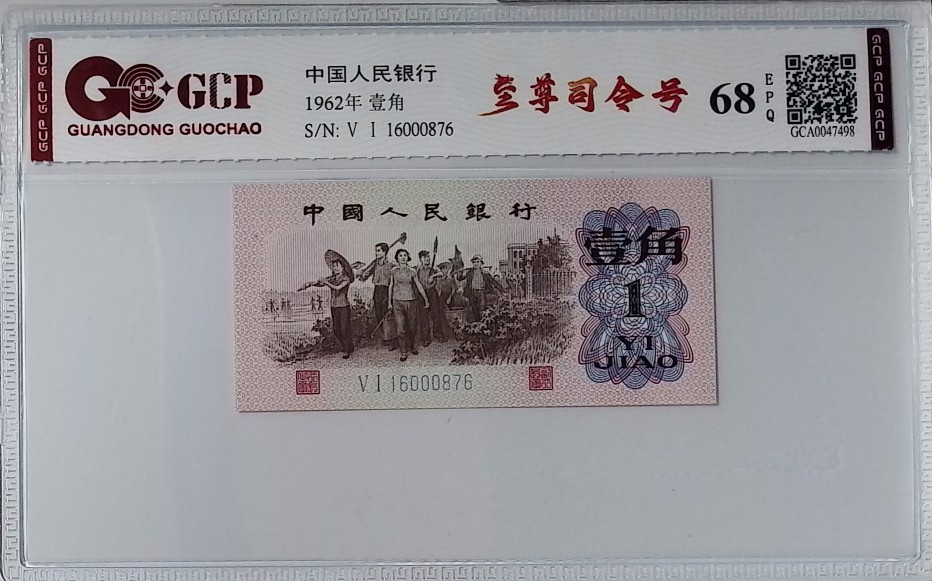 GCP GCP GCP
GC GCP
GUANGDONG GUOCHAO
中国人民银行
1962年 壹角
S/N: V I 16000876
至尊司令号
68
EPQ
GCA0047498
GCP GCP GCP
中國人民銀行
壹角
1
YI
JIAO
V I 16000876